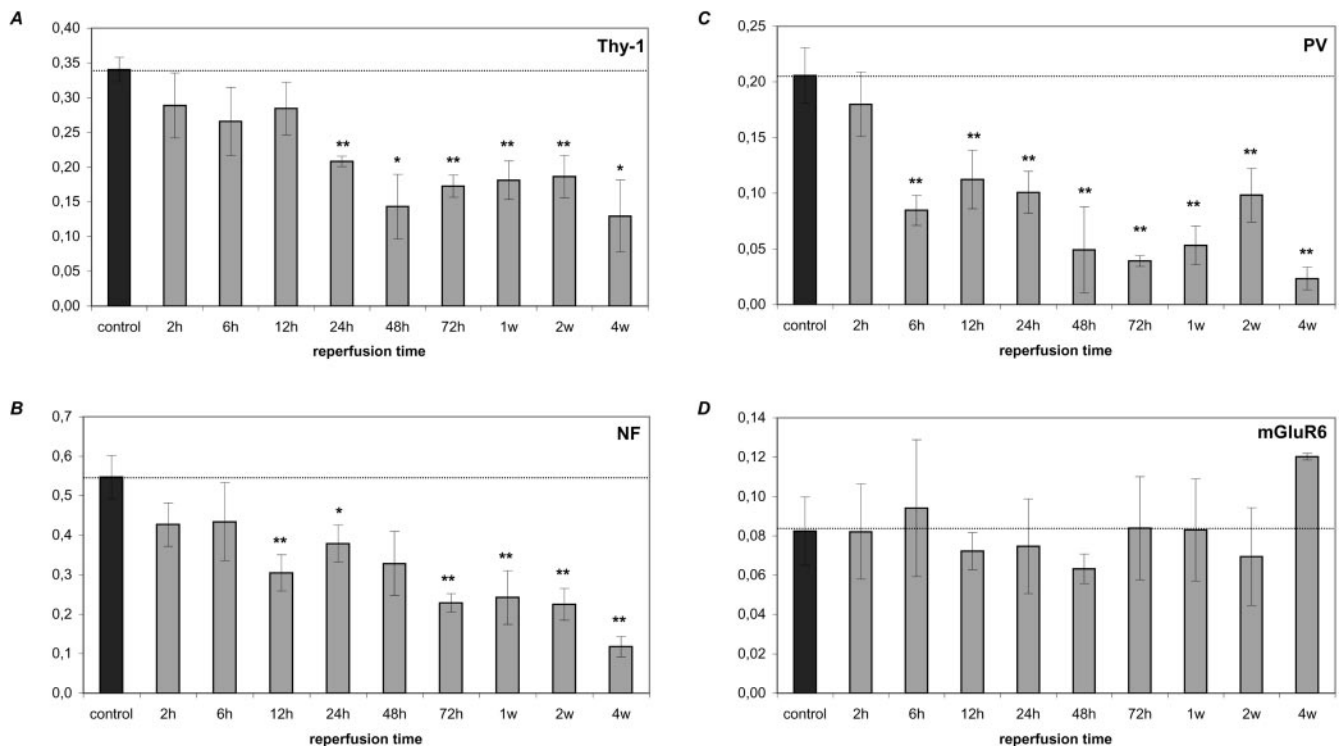 A
Thy-1
0,40
0,35
0,30
0,25
0,20
0,15
0,10
0,05
0,00
** * ** ** ** *
control 2h 6h 12h 24h 48h 72h 1w 2w 4w
reperfusion time
B
NF
0,7
0,6
0,5
0,4
0,3
0,2
0,1
0,0
** * ** ** ** **
control 2h 6h 12h 24h 48h 72h 1w 2w 4w
reperfusion time
C
PV
0,25
0,20
0,15
0,10
0,05
0,00
** ** ** ** ** ** ** **
control 2h 6h 12h 24h 48h 72h 1w 2w 4w
reperfusion time
D
mGluR6
0,14
0,12
0,10
0,08
0,06
0,04
0,02
0,00
control 2h 6h 12h 24h 48h 72h 1w 2w 4w
reperfusion time